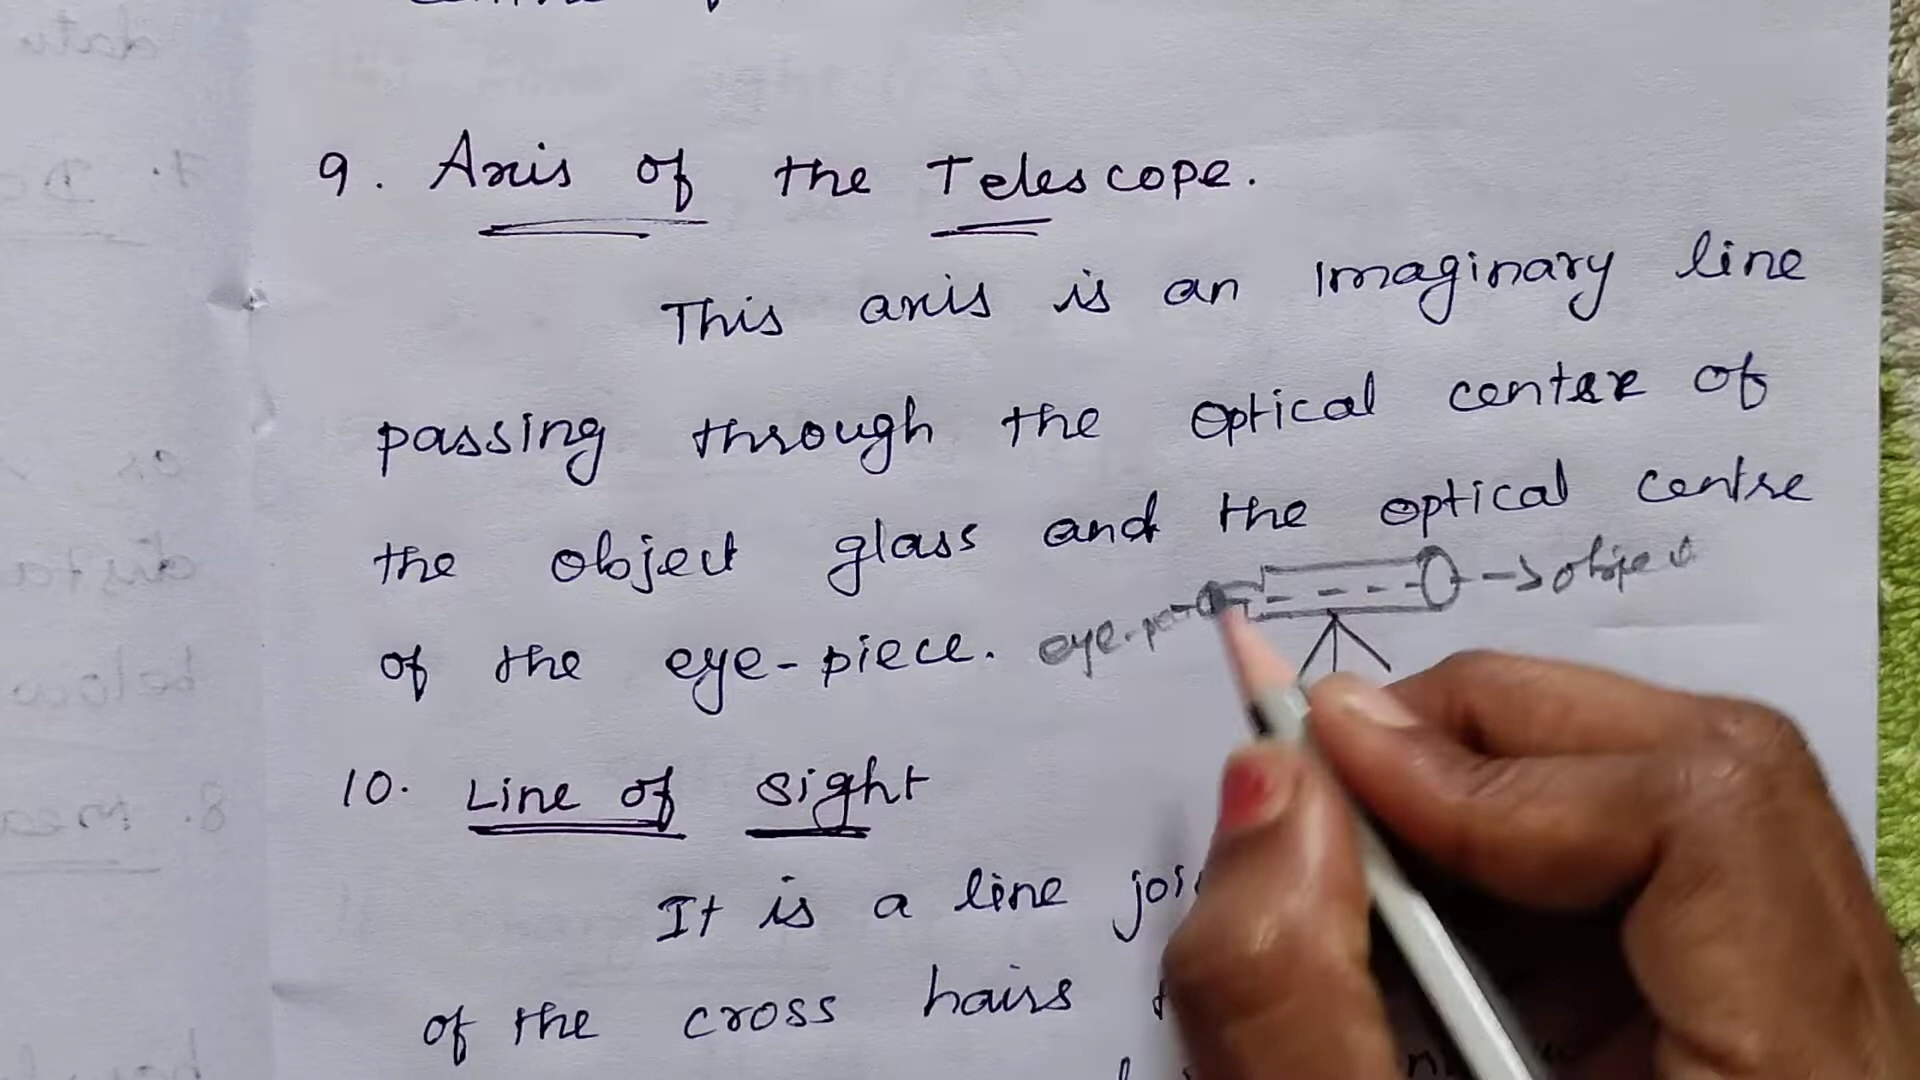 9. Axis of the Telescope.
This axis is an Imaginary line
passing through the optical center of
the object glass and the optical centre
of the eye-piece.
object
10. Line of sight
It is a line
of the cross hairs